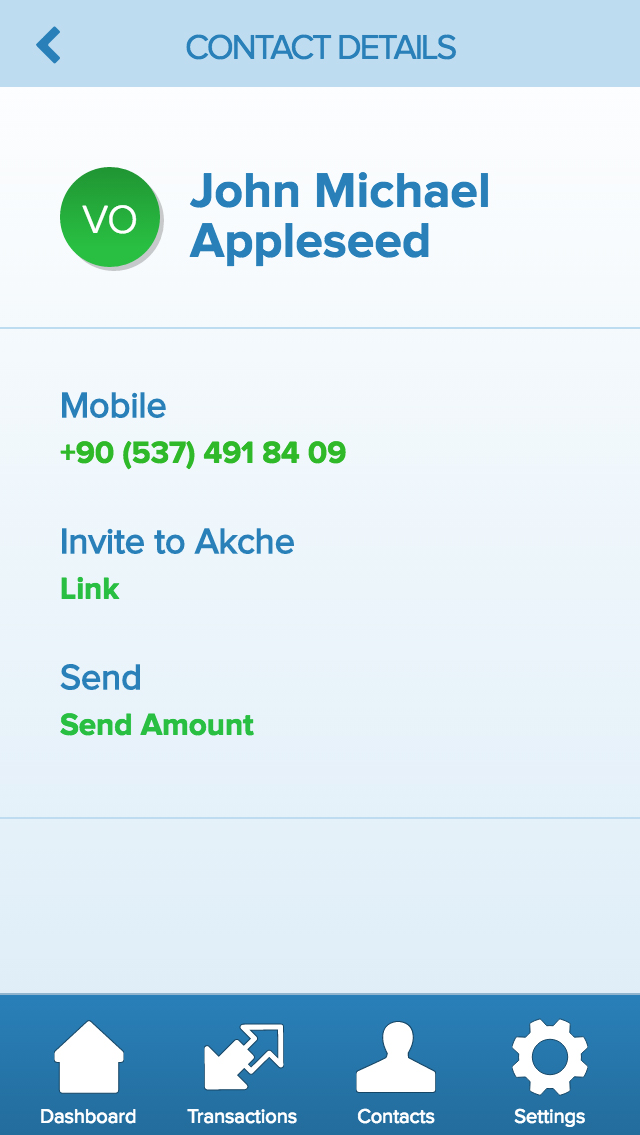 CONTACT DETAILS
VO
John Michael
Appleseed
Mobile
+90 (537) 491 84 09
Invite to Akche
Link
Send
Send Amount
Dashboard
Transactions
Contacts
Settings